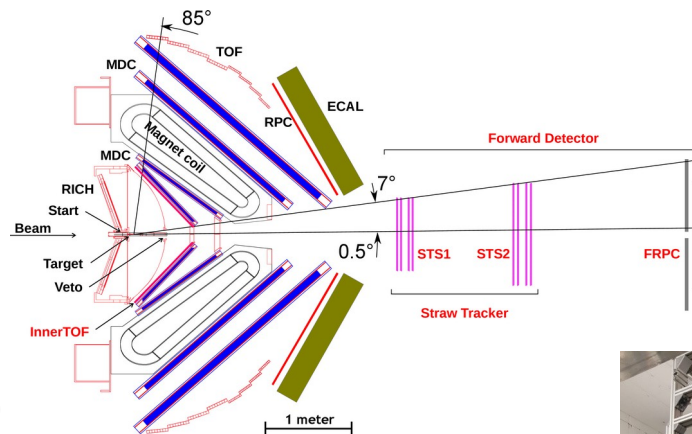 85°
TOF
MDC
ECAL
RPC
Magnet coil
Forward Detector
MDC
7°
RICH
Start
Beam
0.5°
STS1
STS2
FRPC
Target
Veto
Straw Tracker
InnerTOF
1 meter